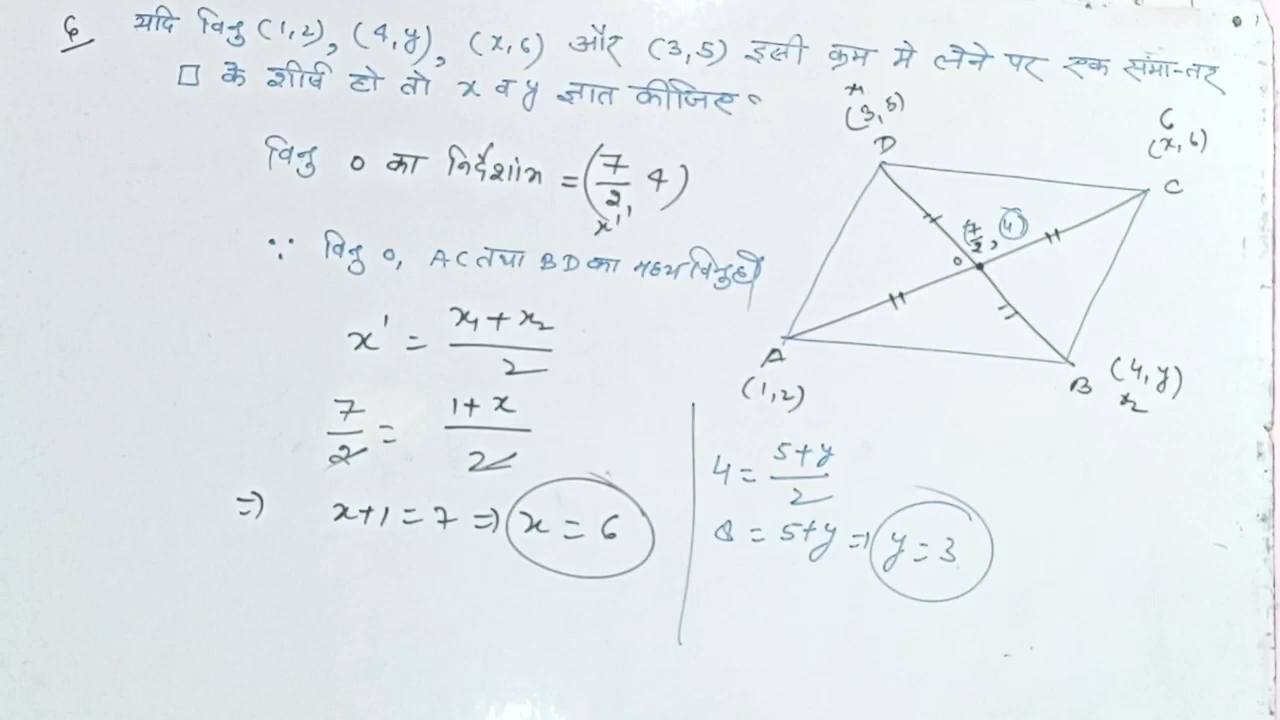 6 यदि बिन्दु (1,2), (4,y), (x,6) और (3,5) इसी क्रम मे लेने पर एक समान्तर
□ के शीर्ष हो तो x व y ज्ञात कीजिए。
बिन्दु o का निर्देशांक = (7/2, 4)
x'
∵ बिन्दु o, AC तथा BD का मध्य बिन्दु है
x' = (x₁ + x₂)/2
7/2 = (1 + x)/2
⇒ x+1 = 7 ⇒ x = 6
4 = (5+y)/2
8 = 5+y ⇒ y = 3
(3,5)
D
6
(x,6)
C
(7/2, 4)
o
A
(1,2)
B (4,y)
x₂